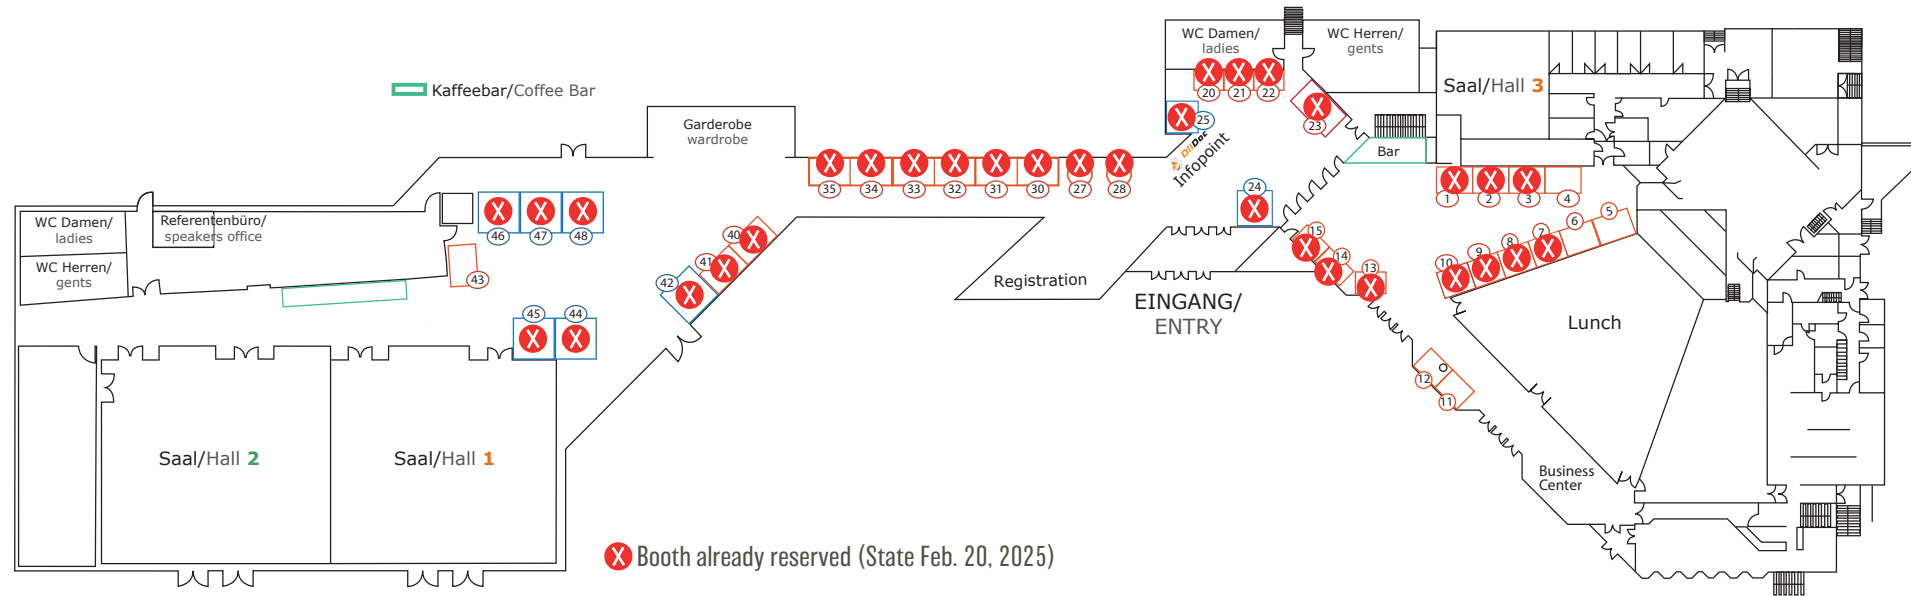 WC Damen/
ladies
WC Herren/
gents
Kaffeebar/Coffee Bar
Saal/Hall 3
20
21
22
23
25
Garderobe
wardrobe
DiiDoc
Infopoint
Bar
35
34
33
32
31
30
27
28
24
1
2
3
4
WC Damen/
ladies
WC Herren/
gents
Referentenbüro/
speakers office
46
47
48
43
40
41
42
45
44
Registration
EINGANG/
ENTRY
15
14
13
10
9
8
7
6
5
Lunch
12
11
Saal/Hall 2
Saal/Hall 1
Business
Center
Booth already reserved (State Feb. 20, 2025)